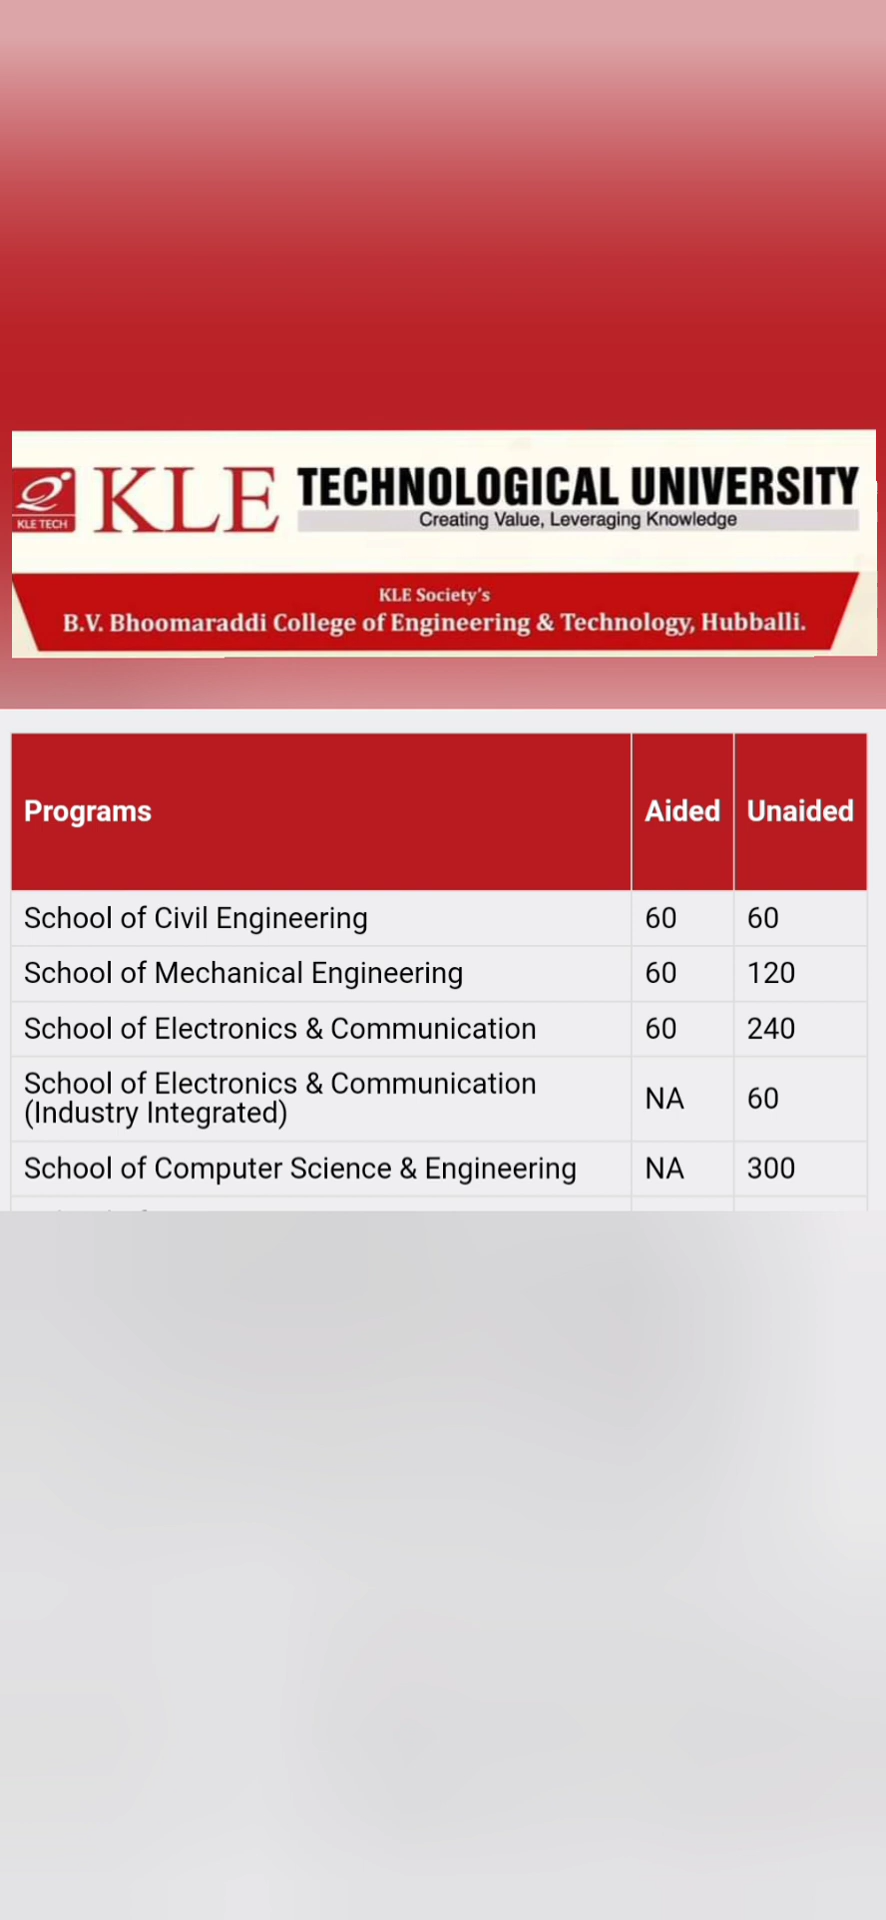 KLE TECH
KLE
TECHNOLOGICAL UNIVERSITY
Creating Value, Leveraging Knowledge
KLE Society's
B.V. Bhoomaraddi College of Engineering & Technology, Hubballi.
Programs Aided Unaided
School of Civil Engineering 60 60
School of Mechanical Engineering 60 120
School of Electronics & Communication 60 240
School of Electronics & Communication
(Industry Integrated) NA 60
School of Computer Science & Engineering NA 300